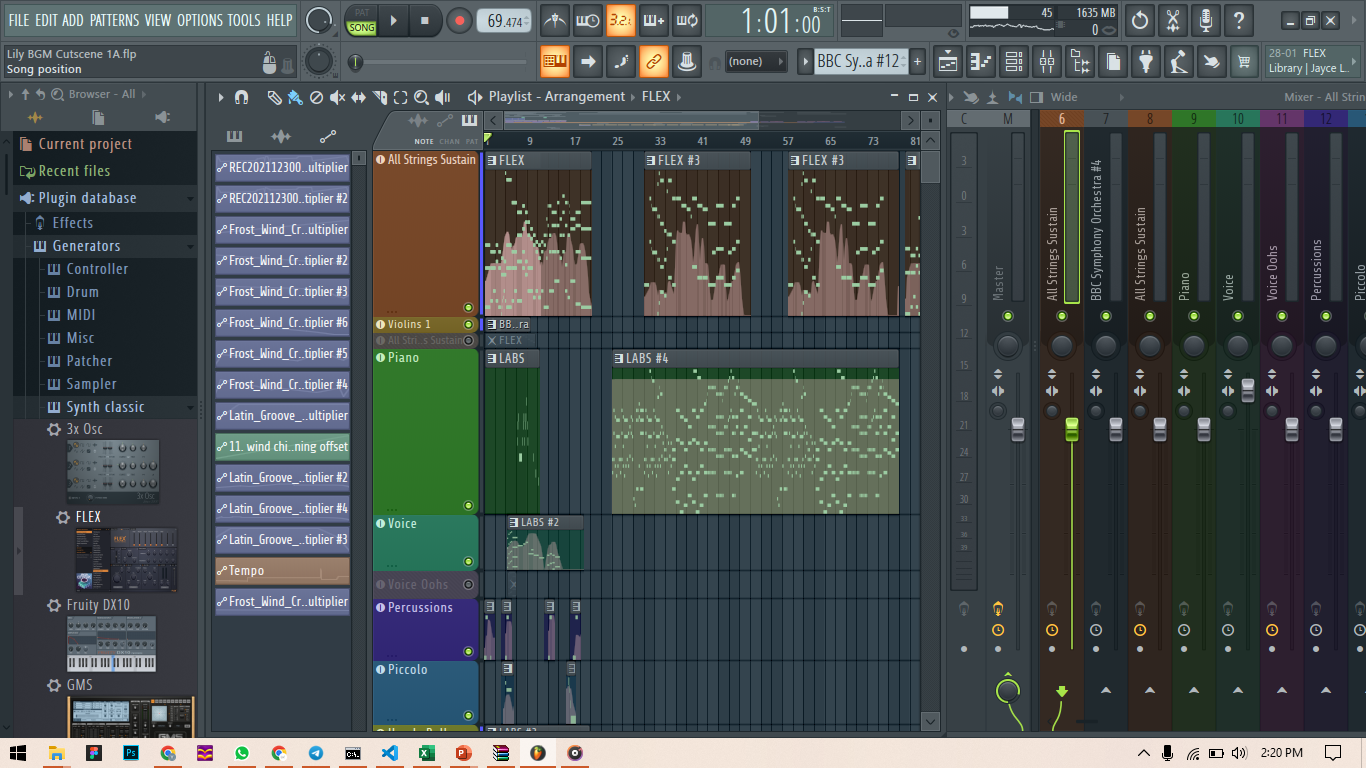 FILE EDIT ADD PATTERNS VIEW OPTIONS TOOLS HELP
PAT
SONG
69.474
3.2.
1:01:00
B:S:T
45
1635 MB
0
Lily BGM Cutscene 1A.flp
Song position
(none)
BBC Sy..a #12
28-01 FLEX
Library | Jayce L..
Browser - All
Playlist - Arrangement FLEX
Wide
Mixer - All Strin
NOTE CHAN PAT
9 17 25 33 41 49 57 65 73 81
C M 6 7 8 9 10 11 12
Current project
Recent files
Plugin database
Effects
Generators
Controller
Drum
MIDI
Misc
Patcher
Sampler
Synth classic
3x Osc
3x Osc
FLEX
FLEX
Fruity DX10
GMS
REC202112300..ultiplier
REC202112300..tiplier #2
Frost_Wind_Cr..ultiplier
Frost_Wind_Cr..tiplier #2
Frost_Wind_Cr..tiplier #3
Frost_Wind_Cr..tiplier #6
Frost_Wind_Cr..tiplier #5
Frost_Wind_Cr..tiplier #4
Latin_Groove_..ultiplier
11. wind chi..ning offset
Latin_Groove_..tiplier #2
Latin_Groove_..tiplier #4
Latin_Groove_..tiplier #3
Tempo
Frost_Wind_Cr..ultiplier
All Strings Sustain
FLEX
FLEX #3
FLEX #3
Violins 1
BB..ra
All Stri..s Sustain
FLEX
Piano
LABS
LABS #4
Voice
LABS #2
Voice Oohs
Percussions
Piccolo
3
0
3
6
9
12
15
18
21
24
27
30
33
36
33
Master
All Strings Sustain
BBC Symphony Orchestra #4
All Strings Sustain
Piano
Voice
Voice Oohs
Percussions
Piccolo
2:20 PM